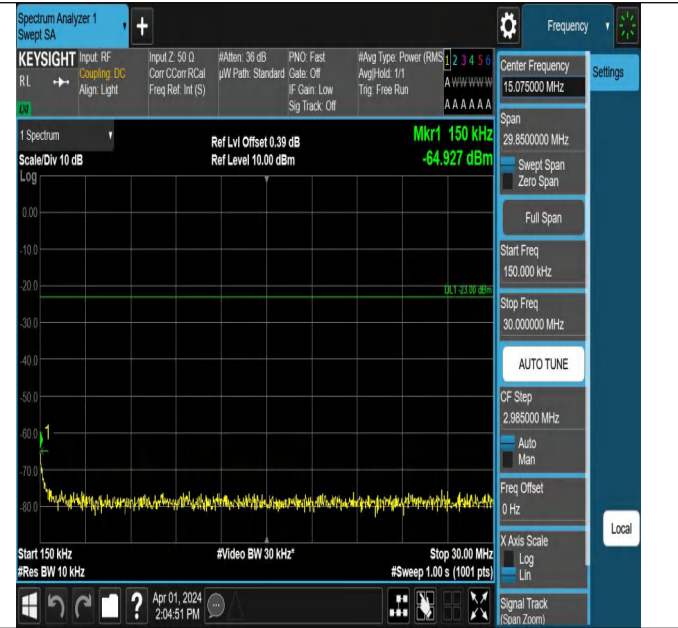 Spectrum Analyzer 1
Swept SA
+
Frequency
KEYSIGHT Input: RF Input Z: 50 Ω #Atten: 36 dB PNO: Fast #Avg Type: Power (RMS 1 2 3 4 5 6
RL Coupling: DC Corr CCorr RCal µW Path: Standard Gate: Off Avg|Hold: 1/1 A W W W W W
Align: Light Freq Ref: Int (S) IF Gain: Low Trig: Free Run
Sig Track: Off A A A A A A
1 Spectrum
Scale/Div 10 dB
Ref Lvl Offset 0.39 dB
Ref Level 10.00 dBm
Mkr1 150 kHz
-64.927 dBm
Log
0.00
-10.0
-20.0
DL1 -23.00 dBm
-30.0
-40.0
-50.0
-60.0
1
-70.0
-80.0
Start 150 kHz #Video BW 30 kHz* Stop 30.00 MHz
#Res BW 10 kHz #Sweep 1.00 s (1001 pts)
? Apr 01, 2024
2:04:51 PM
Center Frequency
15.075000 MHz
Settings
Span
29.8500000 MHz
Swept Span
Zero Span
Full Span
Start Freq
150.000 kHz
Stop Freq
30.000000 MHz
AUTO TUNE
CF Step
2.985000 MHz
Auto
Man
Freq Offset
0 Hz
X Axis Scale
Log
Lin
Local
Signal Track
(Span Zoom)